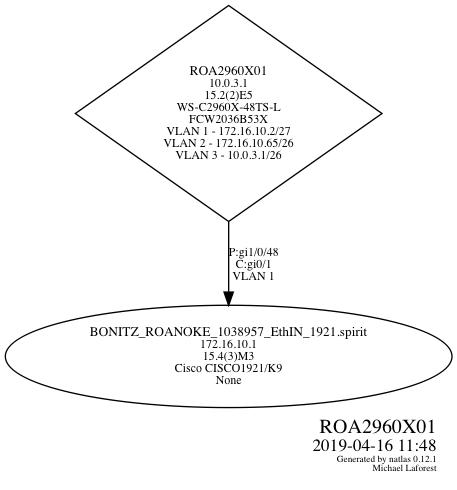 ROA2960X01
10.0.3.1
15.2(2)E5
WS-C2960X-48TS-L
FCW2036B53X
VLAN 1 - 172.16.10.2/27
VLAN 2 - 172.16.10.65/26
VLAN 3 - 10.0.3.1/26
P:gi1/0/48
C:gi0/1
VLAN 1
BONITZ_ROANOKE_1038957_EthIN_1921.spirit
172.16.10.1
15.4(3)M3
Cisco CISCO1921/K9
None
ROA2960X01
2019-04-16 11:48
Generated by natlas 0.12.1
Michael Laforest